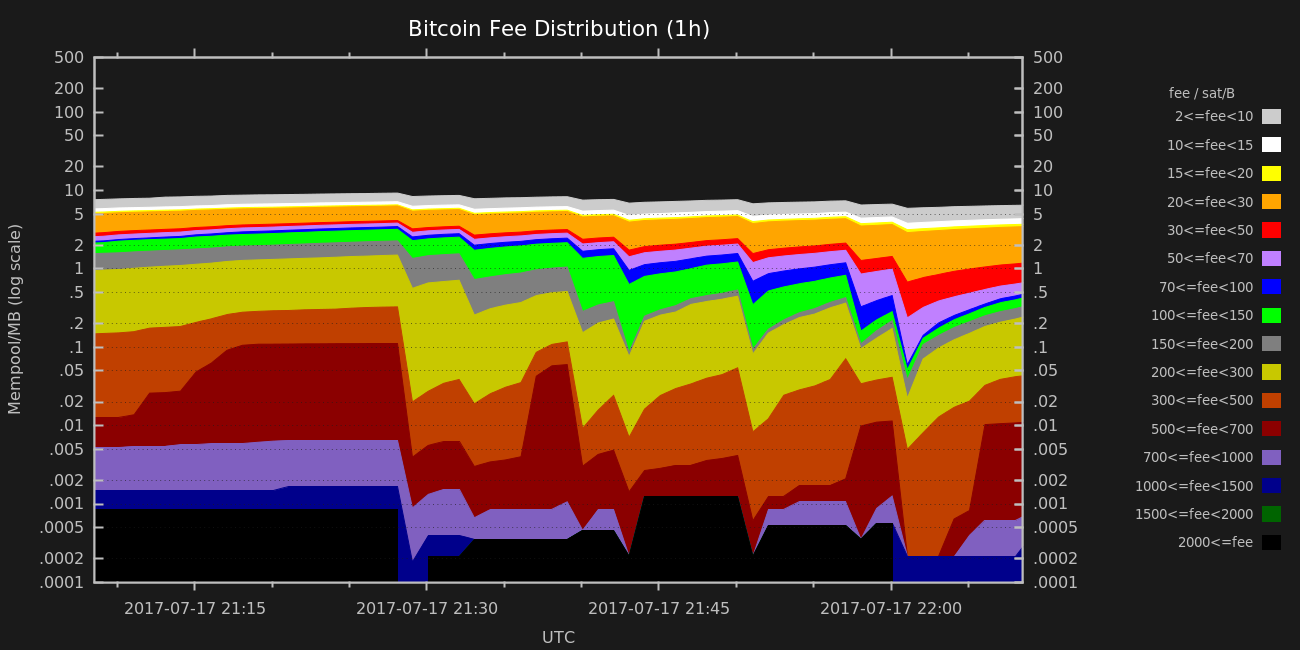 Bitcoin Fee Distribution (1h)
Mempool/MB (log scale)
500
200
100
50
20
10
5
2
1
.5
.2
.1
.05
.02
.01
.005
.002
.001
.0005
.0002
.0001
500
200
100
50
20
10
5
2
1
.5
.2
.1
.05
.02
.01
.005
.002
.001
.0005
.0002
.0001
2017-07-17 21:15
2017-07-17 21:30
2017-07-17 21:45
2017-07-17 22:00
UTC
fee / sat/B
2<=fee<10
10<=fee<15
15<=fee<20
20<=fee<30
30<=fee<50
50<=fee<70
70<=fee<100
100<=fee<150
150<=fee<200
200<=fee<300
300<=fee<500
500<=fee<700
700<=fee<1000
1000<=fee<1500
1500<=fee<2000
2000<=fee